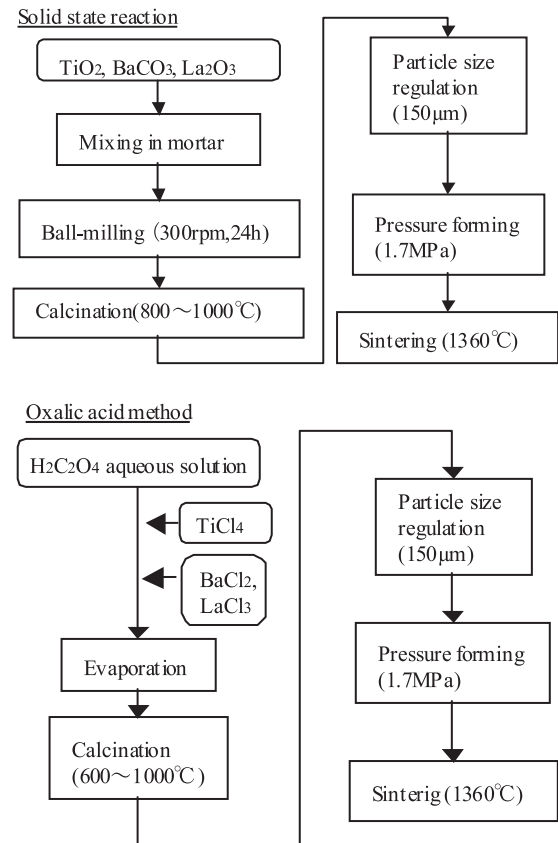 Solid state reaction
TiO2, BaCO3, La2O3
Mixing in mortar
Ball-milling (300rpm,24h)
Calcination(800～1000℃)
Particle size
regulation
(150μm)
Pressure forming
(1.7MPa)
Sintering (1360℃)
Oxalic acid method
H2C2O4 aqueous solution
TiCl4
BaCl2,
LaCl3
Evaporation
Calcination
(600～1000℃)
Particle size
regulation
(150μm)
Pressure forming
(1.7MPa)
Sinterig (1360℃)